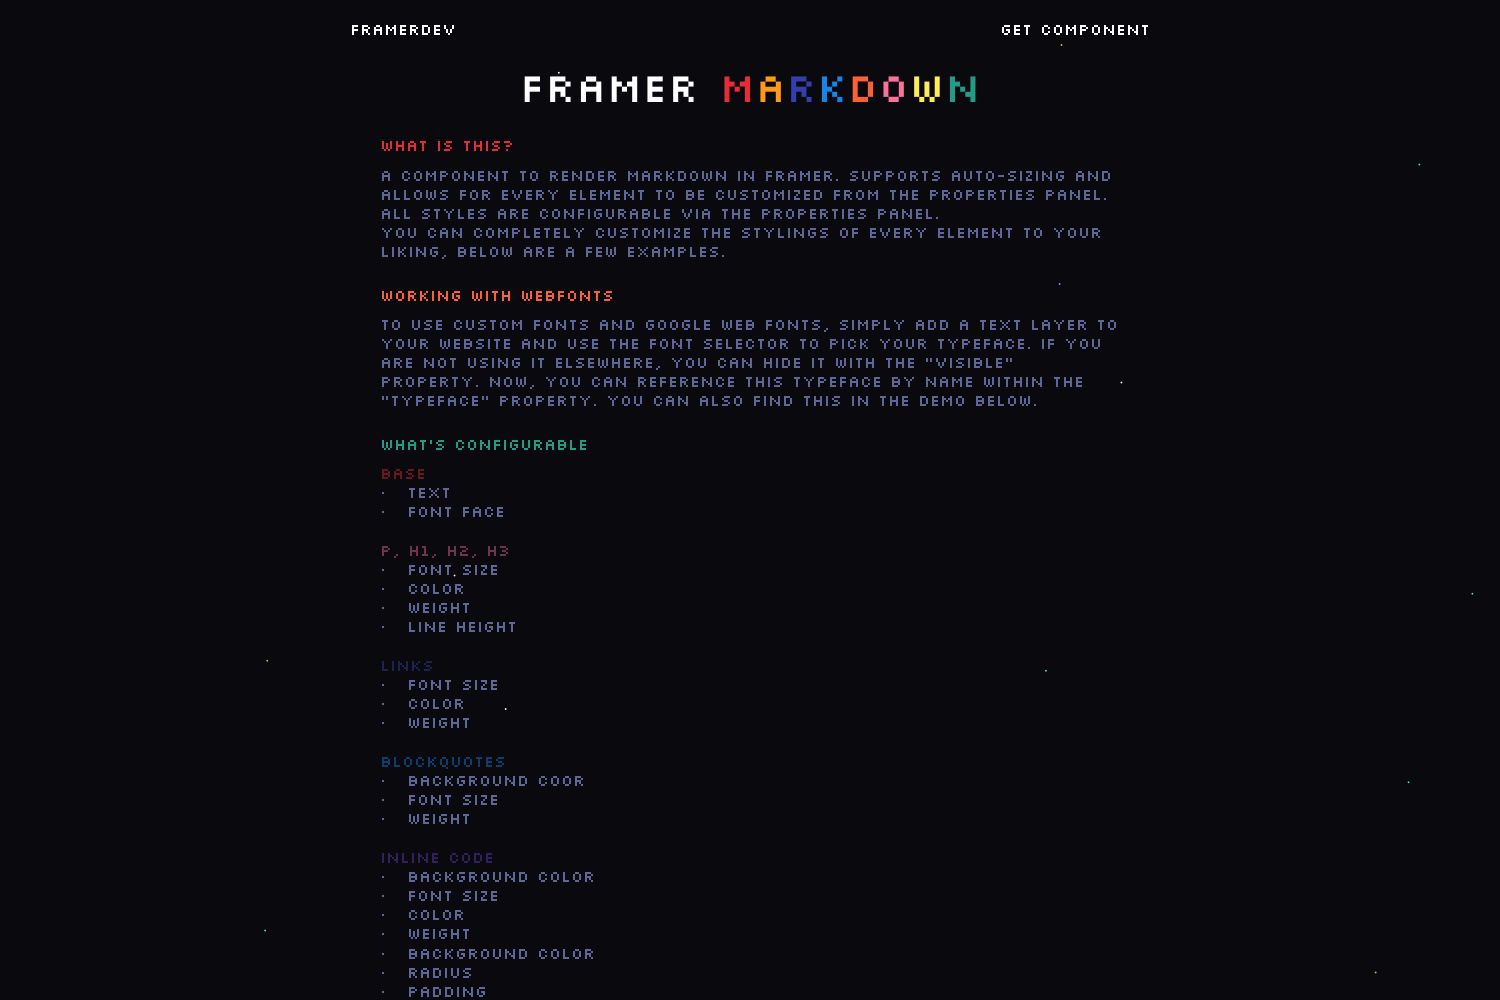 FRAMERDEV
GET COMPONENT
FRAMER MARKDOWN
WHAT IS THIS?
A COMPONENT TO RENDER MARKDOWN IN FRAMER. SUPPORTS AUTO-SIZING AND
ALLOWS FOR EVERY ELEMENT TO BE CUSTOMIZED FROM THE PROPERTIES PANEL.
ALL STYLES ARE CONFIGURABLE VIA THE PROPERTIES PANEL.
YOU CAN COMPLETELY CUSTOMIZE THE STYLINGS OF EVERY ELEMENT TO YOUR
LIKING, BELOW ARE A FEW EXAMPLES.
WORKING WITH WEBFONTS
TO USE CUSTOM FONTS AND GOOGLE WEB FONTS, SIMPLY ADD A TEXT LAYER TO
YOUR WEBSITE AND USE THE FONT SELECTOR TO PICK YOUR TYPEFACE. IF YOU
ARE NOT USING IT ELSEWHERE, YOU CAN HIDE IT WITH THE "VISIBLE"
PROPERTY. NOW, YOU CAN REFERENCE THIS TYPEFACE BY NAME WITHIN THE
"TYPEFACE" PROPERTY. YOU CAN ALSO FIND THIS IN THE DEMO BELOW.
WHAT'S CONFIGURABLE
BASE
· TEXT
· FONT FACE
P, H1, H2, H3
· FONT SIZE
· COLOR
· WEIGHT
· LINE HEIGHT
LINKS
· FONT SIZE
· COLOR
· WEIGHT
BLOCKQUOTES
· BACKGROUND COOR
· FONT SIZE
· WEIGHT
INLINE CODE
· BACKGROUND COLOR
· FONT SIZE
· COLOR
· WEIGHT
· BACKGROUND COLOR
· RADIUS
· PADDING